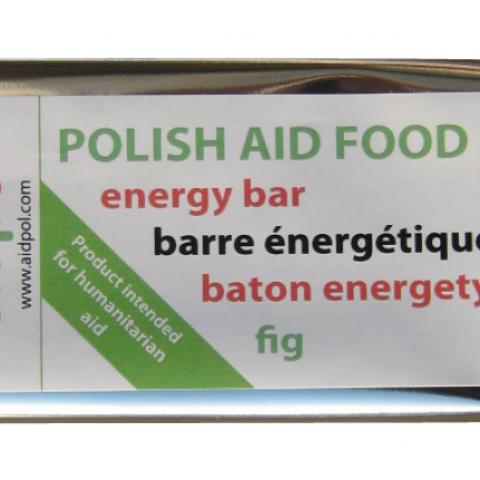 POLISH AID FOOD
energy bar
barre énergétique
baton energety
fig
Product intended
for humanitarian
aid
www.aidpol.com